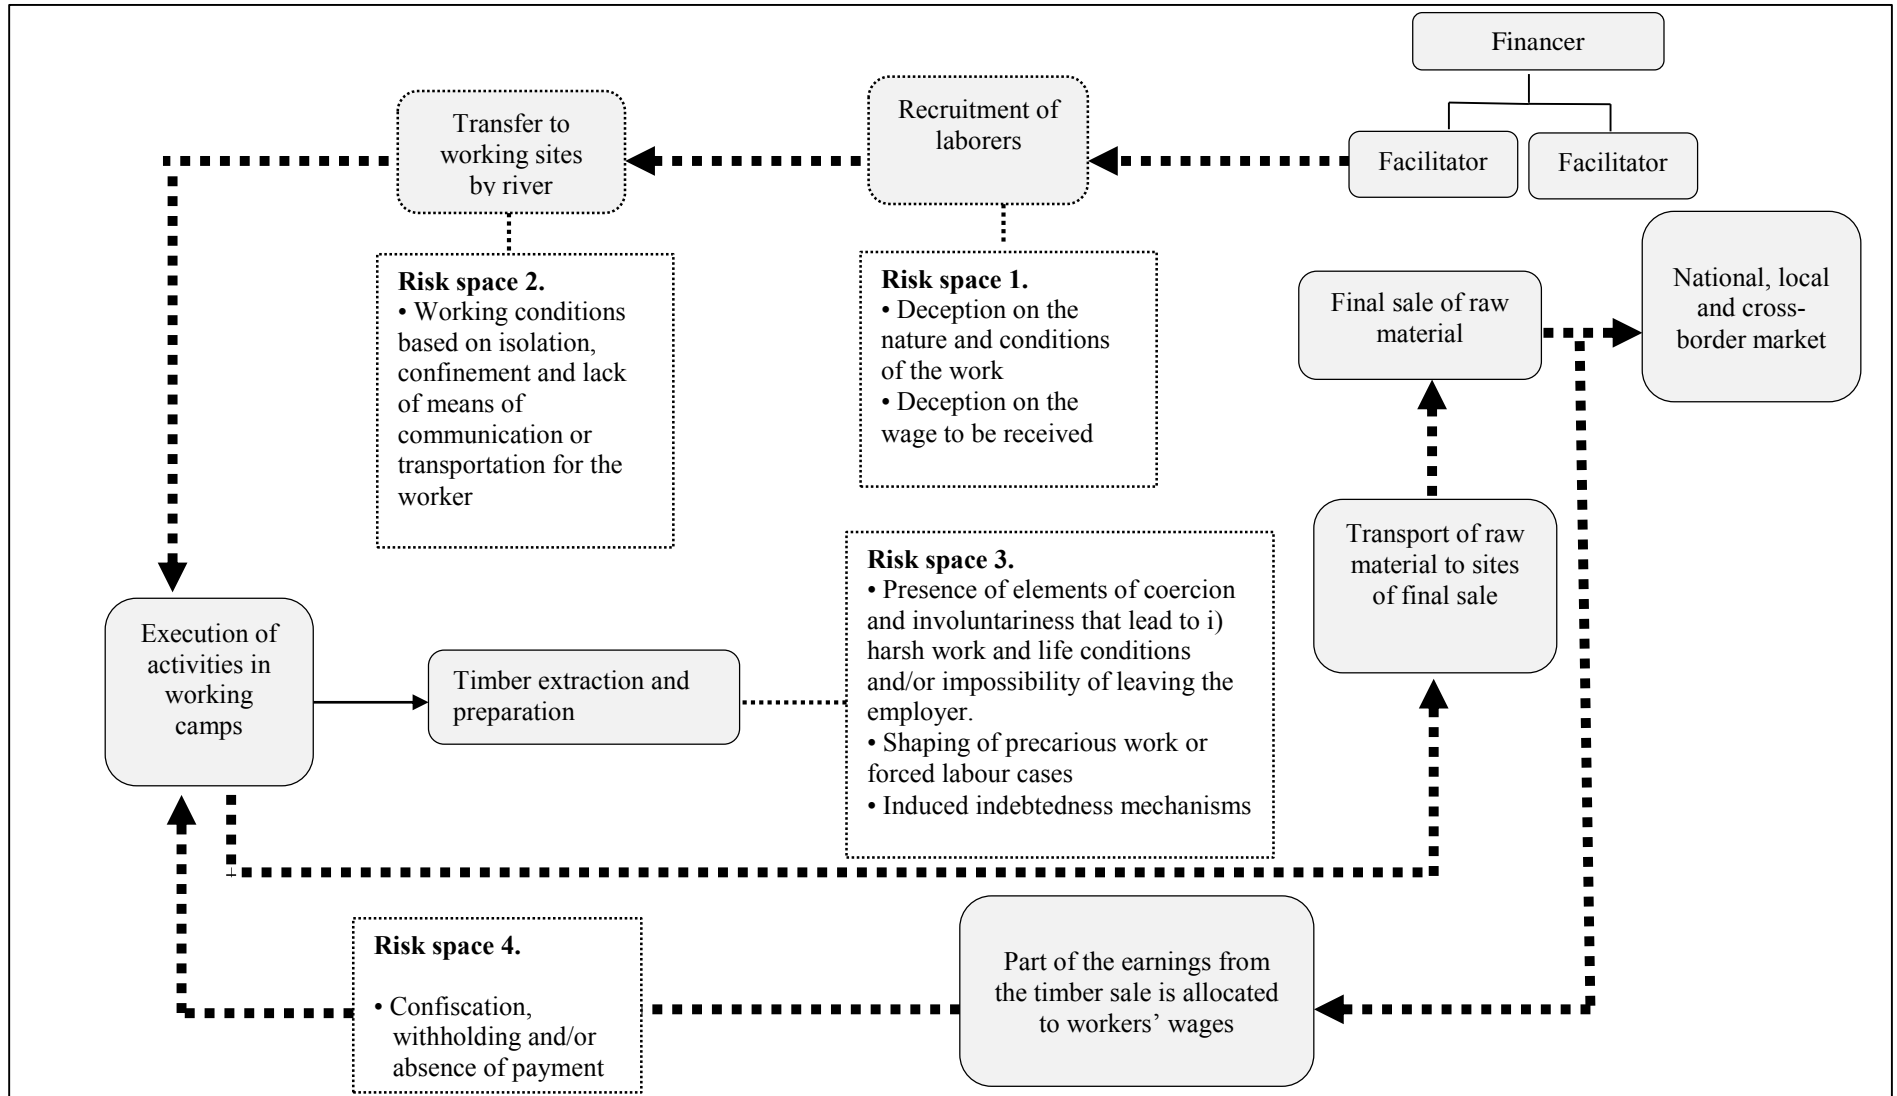 Financer
Facilitator
Facilitator
Recruitment of
laborers
Transfer to
working sites
by river
Risk space 1.
• Deception on the
nature and conditions
of the work
• Deception on the
wage to be received
Risk space 2.
• Working conditions
based on isolation,
confinement and lack
of means of
communication or
transportation for the
worker
Execution of
activities in
working
camps
Timber extraction and
preparation
Risk space 3.
• Presence of elements of coercion
and involuntariness that lead to i)
harsh work and life conditions
and/or impossibility of leaving the
employer.
• Shaping of precarious work or
forced labour cases
• Induced indebtedness mechanisms
Transport of raw
material to sites
of final sale
Final sale of raw
material
National, local
and cross-
border market
Part of the earnings from
the timber sale is allocated
to workers’ wages
Risk space 4.
• Confiscation,
withholding and/or
absence of payment